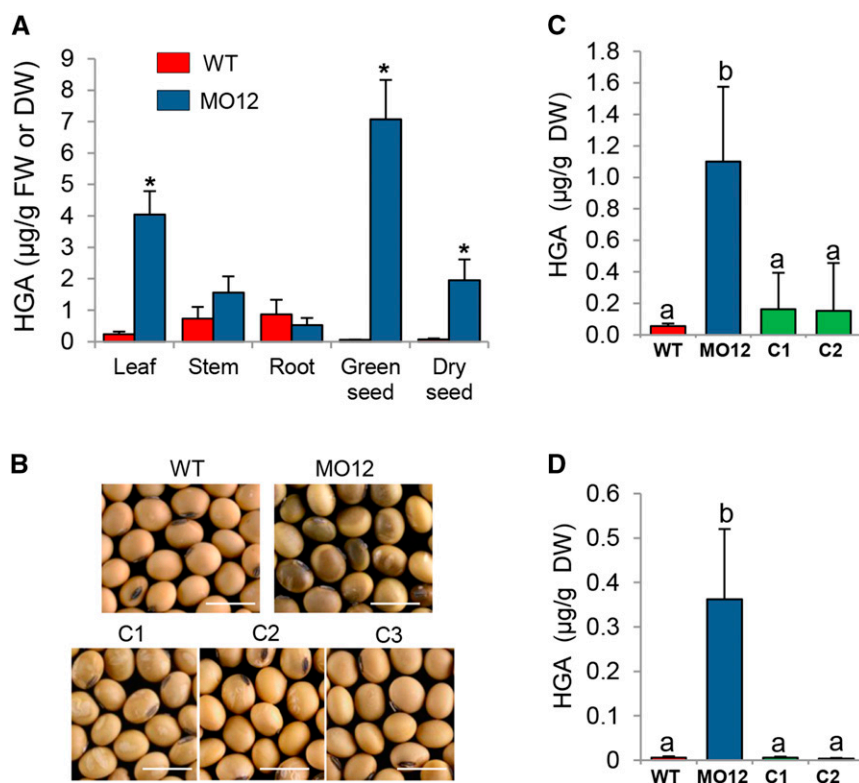 A
HGA (µg/g FW or DW)
9
8
7
6
5
4
3
2
1
0
WT
MO12
*
*
*
Leaf Stem Root Green seed Dry seed
B
WT MO12
C1 C2 C3
C
HGA (µg/g DW)
1.8
1.6
1.4
1.2
1.0
0.8
0.6
0.4
0.2
0.0
a b a a
WT MO12 C1 C2
D
HGA (µg/g DW)
0.6
0.5
0.4
0.3
0.2
0.1
0
a b a a
WT MO12 C1 C2